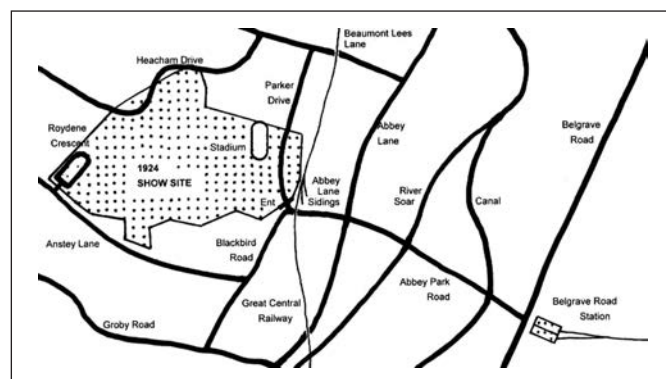 Beaumont Lees
Lane
Heacham Drive
Parker
Drive
Roydene
Crescent
Stadium
Abbey
Lane
Belgrave
Road
1924
SHOW SITE
Ent
Abbey
Lane
Sidings
River
Soar
Canal
Anstey Lane
Blackbird
Road
Great Central
Railway
Abbey Park
Road
Groby Road
Belgrave Road
Station